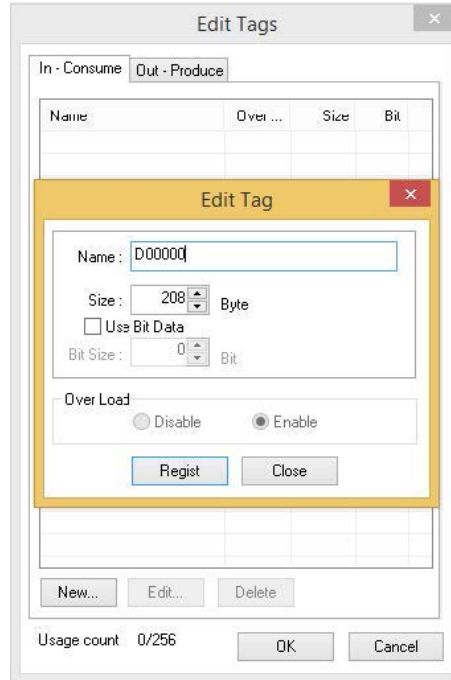 Edit Tags
In - Consume Out - Produce
Name Over ... Size Bit
Edit Tag
Name : D00000
Size : 208 Byte
Use Bit Data
Bit Size : 0 Bit
Over Load
Disable Enable
Regist Close
New... Edit... Delete
Usage count 0/256 OK Cancel